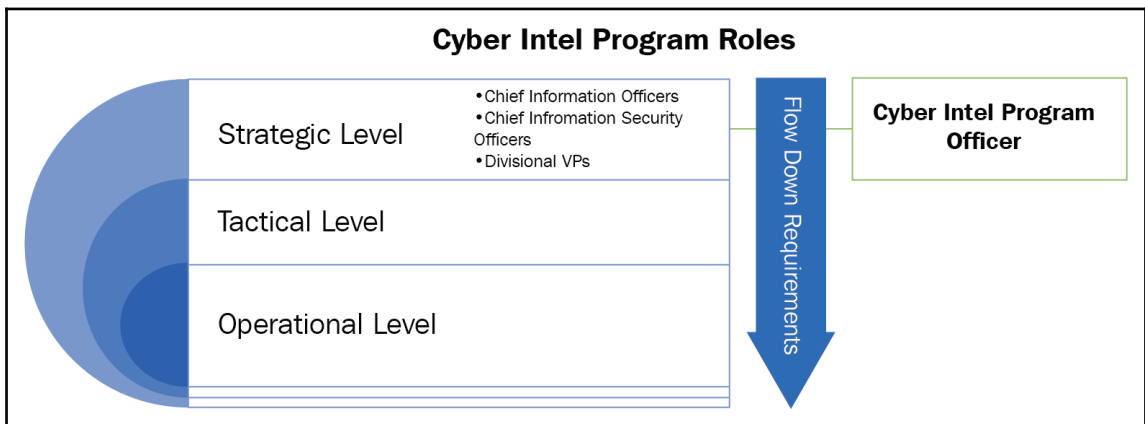 Cyber Intel Program Roles
Strategic Level
•Chief Information Officers
•Chief Infromation Security
Officers
•Divisional VPs
Flow Down Requirements
Cyber Intel Program
Officer
Tactical Level
Operational Level